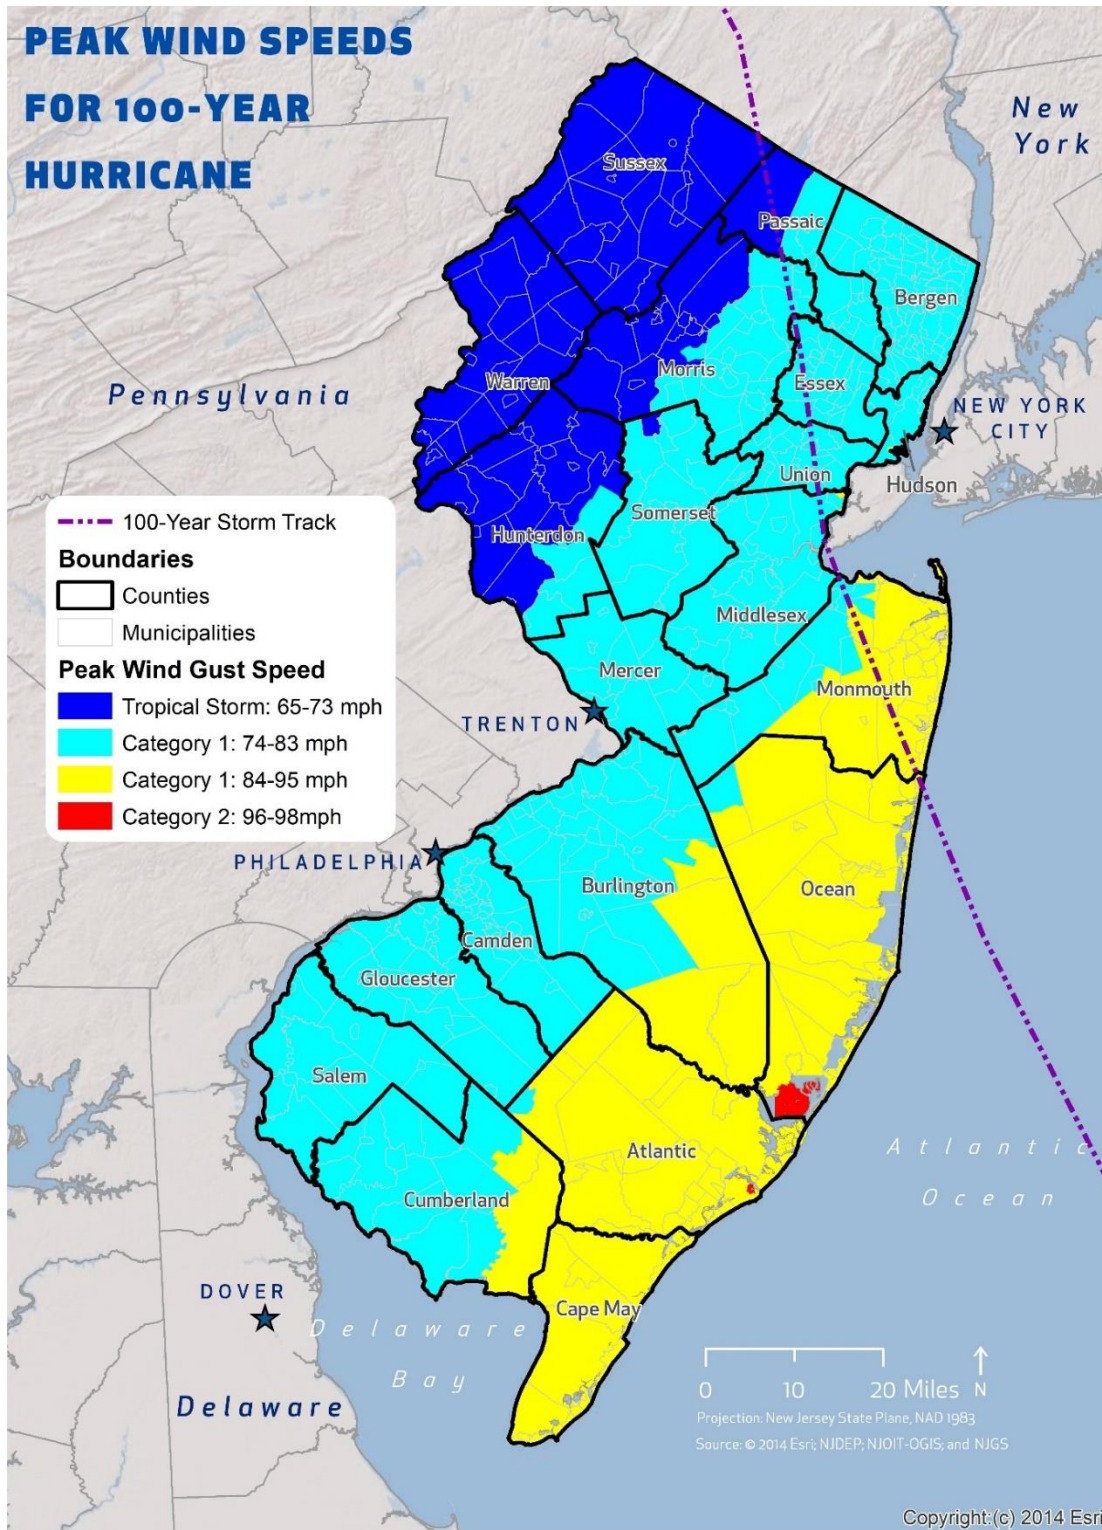 PEAK WIND SPEEDS
FOR 100-YEAR
HURRICANE
New
York
Sussex
Passaic
Bergen
Morris
Essex
Warren
Pennsylvania
NEW YORK
CITY
Union
Hudson
Somerset
Hunterdon
Middlesex
Mercer
Monmouth
TRENTON
100-Year Storm Track
Boundaries
Counties
Municipalities
Peak Wind Gust Speed
Tropical Storm: 65-73 mph
Category 1: 74-83 mph
Category 1: 84-95 mph
Category 2: 96-98mph
PHILADELPHIA
Burlington
Ocean
Camden
Gloucester
Salem
Atlantic
Atlantic
Ocean
Cumberland
DOVER
Cape May
Delaware
Bay
Delaware
0 10 20 Miles N
Projection: New Jersey State Plane, NAD 1983
Source: © 2014 Esri; NJDEP; NJOIT-OGIS; and NJGS
Copyright:(c) 2014 Esri